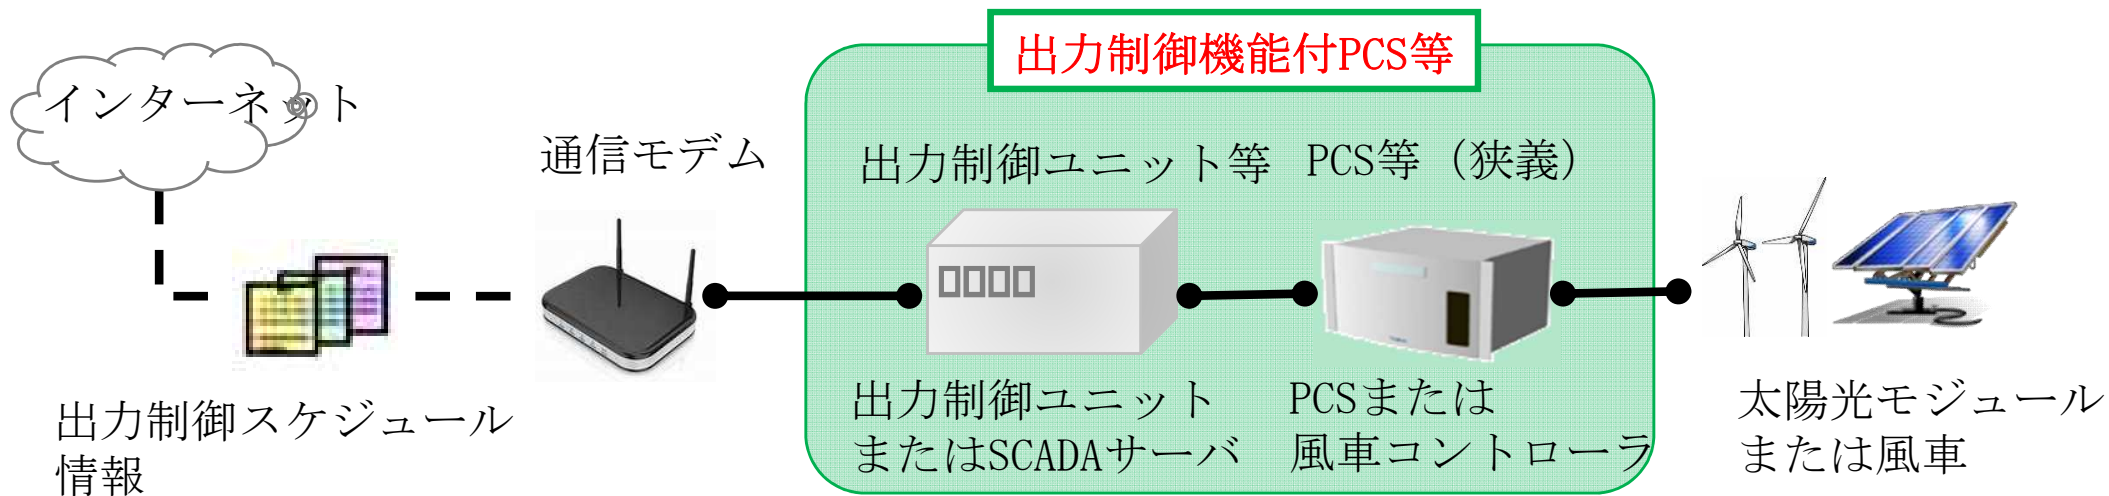 出力制御機能付PCS等
インターネット
通信モデム
出力制御ユニット等
PCS等（狭義）
出力制御スケジュール
情報
出力制御ユニット
またはSCADAサーバ
PCSまたは
風車コントローラ
太陽光モジュール
または風車